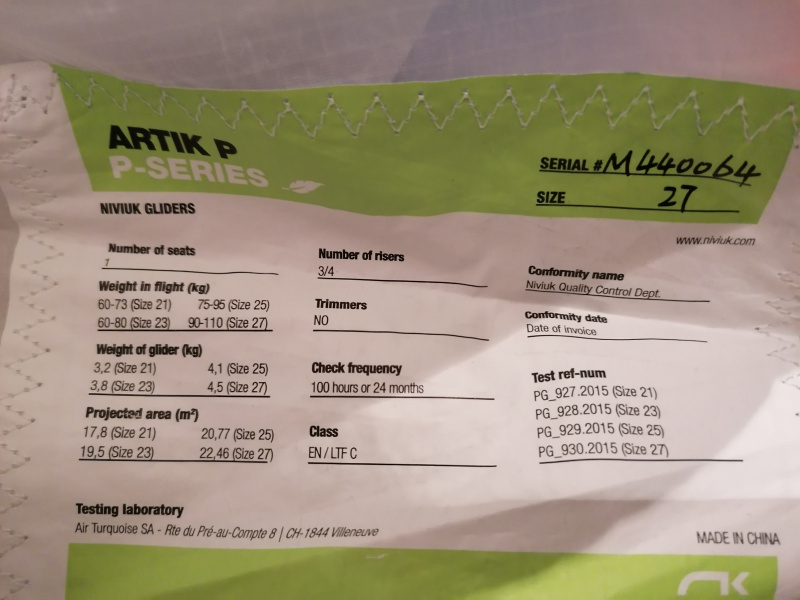 ARTIK P
P-SERIES
SERIAL # M440064
SIZE 27
NIVIUK GLIDERS
www.niviuk.com
Number of seats
1
Weight in flight (kg)
60-73 (Size 21) 75-95 (Size 25)
60-80 (Size 23) 90-110 (Size 27)
Weight of glider (kg)
3,2 (Size 21) 4,1 (Size 25)
3,8 (Size 23) 4,5 (Size 27)
Projected area (m²)
17,8 (Size 21) 20,77 (Size 25)
19,5 (Size 23) 22,46 (Size 27)
Number of risers
3/4
Trimmers
NO
Check frequency
100 hours or 24 months
Class
EN / LTF C
Conformity name
Niviuk Quality Control Dept.
Conformity date
Date of invoice
Test ref-num
PG_927.2015 (Size 21)
PG_928.2015 (Size 23)
PG_929.2015 (Size 25)
PG_930.2015 (Size 27)
Testing laboratory
Air Turquoise SA - Rte du Pré-au-Compte 8 | CH-1844 Villeneuve
MADE IN CHINA